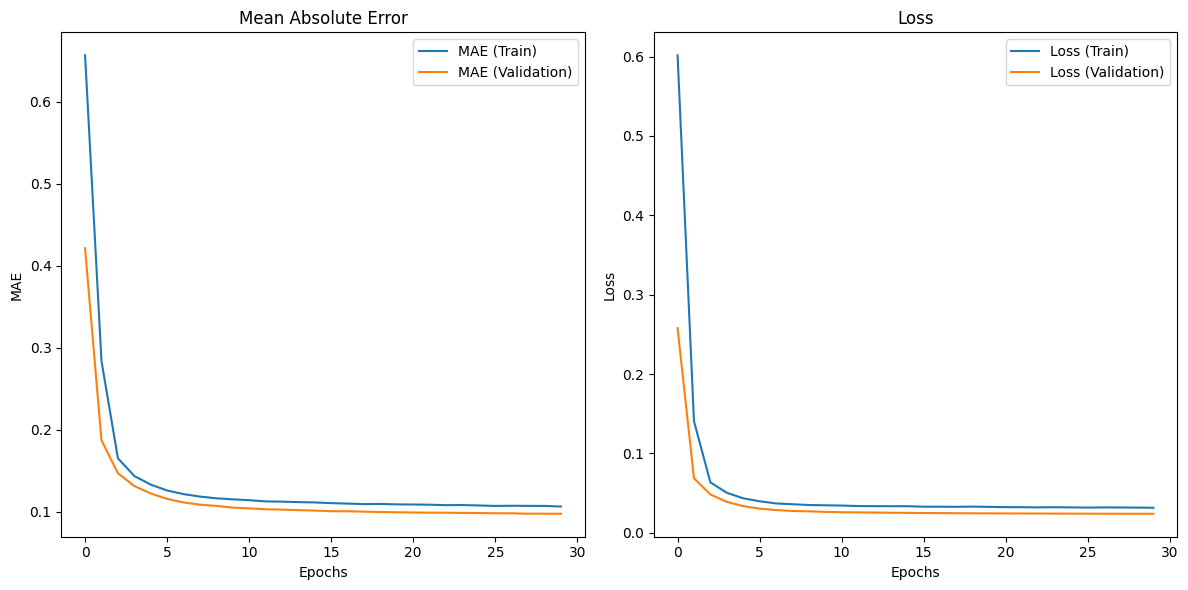 Mean Absolute Error
MAE (Train)
MAE (Validation)
0.6
0.5
0.4
0.3
0.2
0.1
MAE
0 5 10 15 20 25 30
Epochs
Loss
Loss (Train)
Loss (Validation)
0.6
0.5
0.4
0.3
0.2
0.1
0.0
Loss
0 5 10 15 20 25 30
Epochs